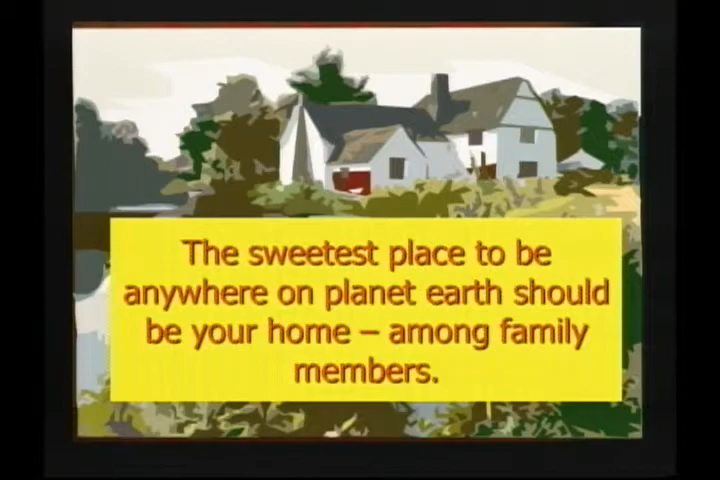 The sweetest place to be
anywhere on planet earth should
be your home – among family
members.